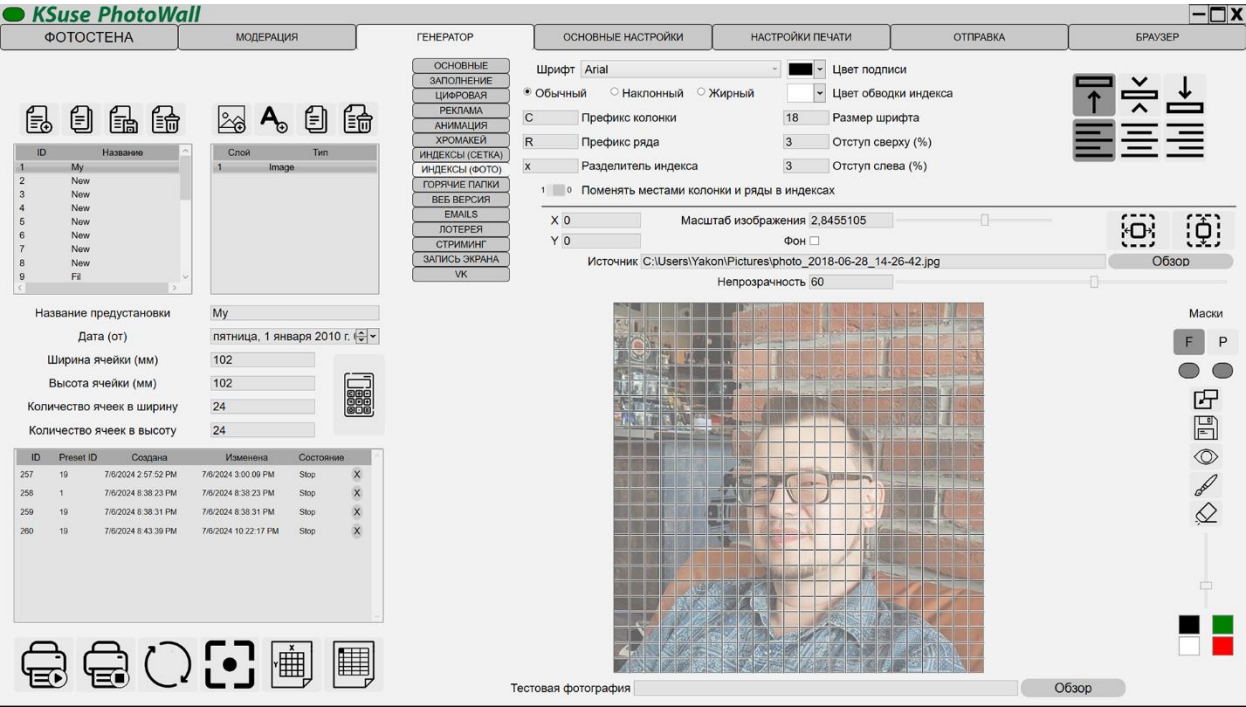 KSuse PhotoWall
X
ФОТОСТЕНА МОДЕРАЦИЯ ГЕНЕРАТОР ОСНОВНЫЕ НАСТРОЙКИ НАСТРОЙКИ ПЕЧАТИ ОТПРАВКА БРАУЗЕР
ID Название
1 My
2 New
3 New
4 New
5 New
6 New
7 New
8 New
9 Fil
Слой Тип
1 Image
Название предустановки My
Дата (от) пятница, 1 января 2010 г.
Ширина ячейки (мм) 102
Высота ячейки (мм) 102
Количество ячеек в ширину 24
Количество ячеек в высоту 24
ID Preset ID Создана Изменена Состояние
257 19 7/6/2024 2:57:52 PM 7/6/2024 3:00:09 PM Stop X
258 1 7/6/2024 8:38:23 PM 7/6/2024 8:38:23 PM Stop X
259 19 7/6/2024 8:38:31 PM 7/6/2024 8:38:31 PM Stop X
260 19 7/6/2024 8:43:39 PM 7/6/2024 10:22:17 PM Stop X
X
Y
ОСНОВНЫЕ
ЗАПОЛНЕНИЕ
ЦИФРОВАЯ
РЕКЛАМА
АНИМАЦИЯ
ХРОМАКЕЙ
ИНДЕКСЫ (СЕТКА)
ИНДЕКСЫ (ФОТО)
ГОРЯЧИЕ ПАПКИ
ВЕБ ВЕРСИЯ
EMAILS
ЛОТЕРЕЯ
СТРИМИНГ
ЗАПИСЬ ЭКРАНА
VK
Шрифт Arial Цвет подписи
Обычный Наклонный Жирный Цвет обводки индекса
C Префикс колонки 18 Размер шрифта
R Префикс ряда 3 Отступ сверху (%)
x Разделитель индекса 3 Отступ слева (%)
1 0 Поменять местами колонки и ряды в индексах
X 0 Масштаб изображения 2,8455105
Y 0 Фон
Источник C:\Users\Yakon\Pictures\photo_2018-06-28_14-26-42.jpg Обзор
Непрозрачность 60
Маски
F P
Тестовая фотография Обзор